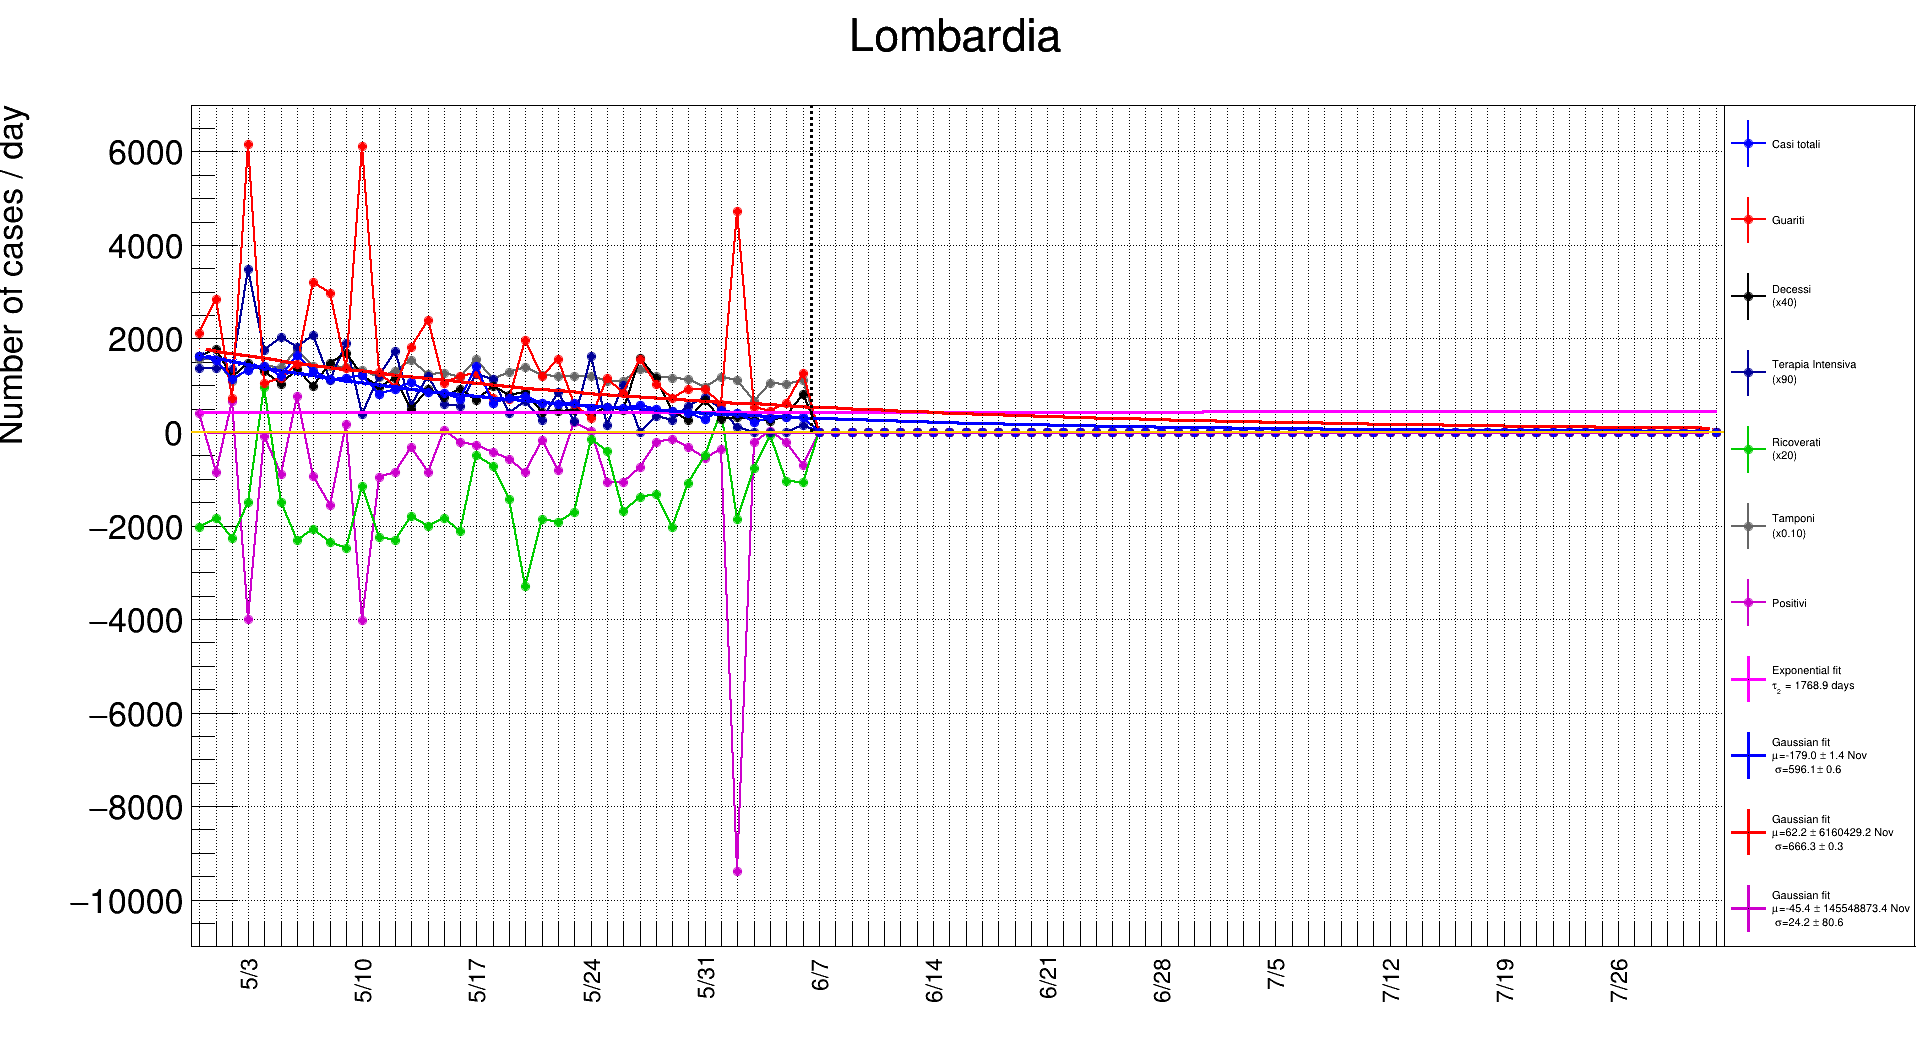 Lombardia
Number of cases / day
6000
4000
2000
0
−2000
−4000
−6000
−8000
−10000
5/3
5/10
5/17
5/24
5/31
6/7
6/14
6/21
6/28
7/5
7/12
7/19
7/26
Casi totali
Guariti
Decessi
(x40)
Terapia Intensiva
(x90)
Ricoverati
(x20)
Tamponi
(x0.10)
Positivi
Exponential fit
τ2 = 1768.9 days
Gaussian fit
μ=-179.0 ± 1.4 Nov
σ=596.1 ± 0.6
Gaussian fit
μ=62.2 ± 6160429.2 Nov
σ=666.3 ± 0.3
Gaussian fit
μ=-45.4 ± 145548873.4 Nov
σ=24.2 ± 80.6